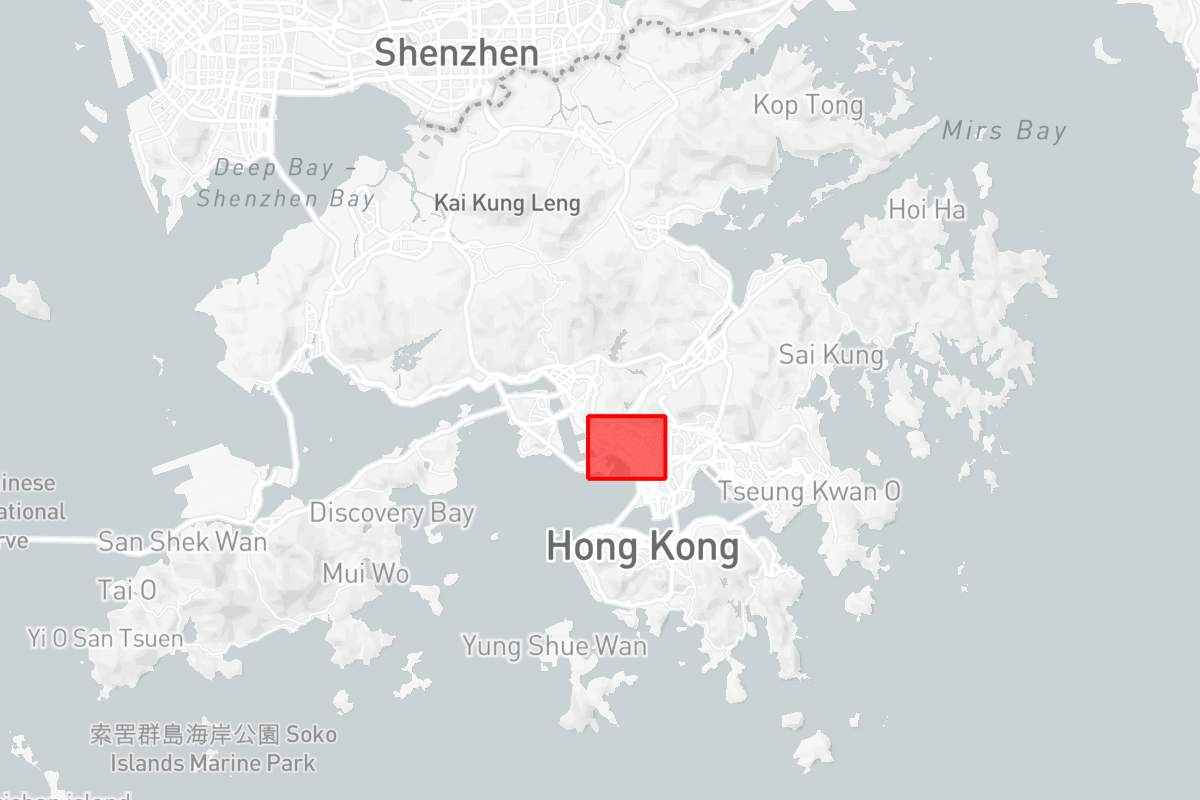 Shenzhen
Kop Tong
Mirs Bay
Deep Bay –
Shenzhen Bay
Kai Kung Leng
Hoi Ha
Sai Kung
inese
ational
rve
Tseung Kwan O
Discovery Bay
San Shek Wan
Hong Kong
Mui Wo
Tai O
Yi O San Tsuen
Yung Shue Wan
索罟群島海岸公園 Soko
Islands Marine Park
island